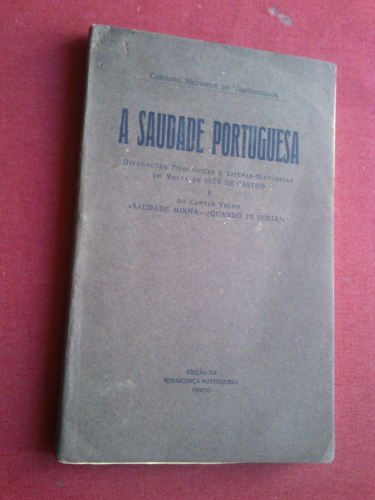 CAROLINA MICHAËLIS DE VASCONCELLOS
A SAUDADE PORTUGUESA
DIVAGAÇÕES FILOLÓGICAS E LITERAR-HISTÓRICAS
EM VOLTA DE INÊS DE CASTRO
E
DO CANTAR VELHO
«SAUDADE MINHA—¿QUANDO TE VERIA?»
EDIÇÃO DA
RENASCENÇA PORTUGUESA
PORTO